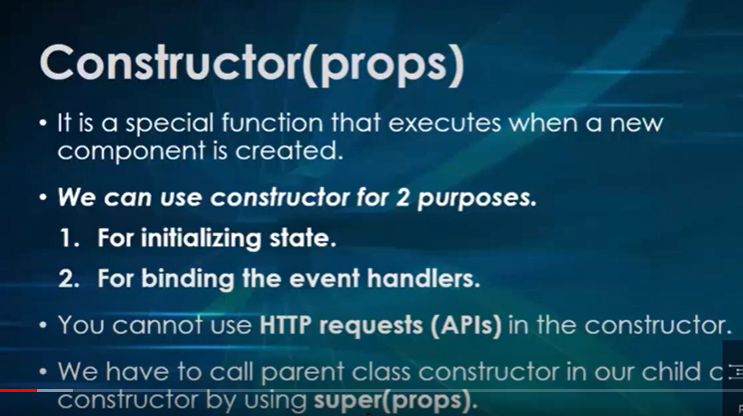 Constructor(props)
• It is a special function that executes when a new
component is created.
• We can use constructor for 2 purposes.
1. For initializing state.
2. For binding the event handlers.
• You cannot use HTTP requests (APIs) in the constructor.
• We have to call parent class constructor in our child c
constructor by using super(props).